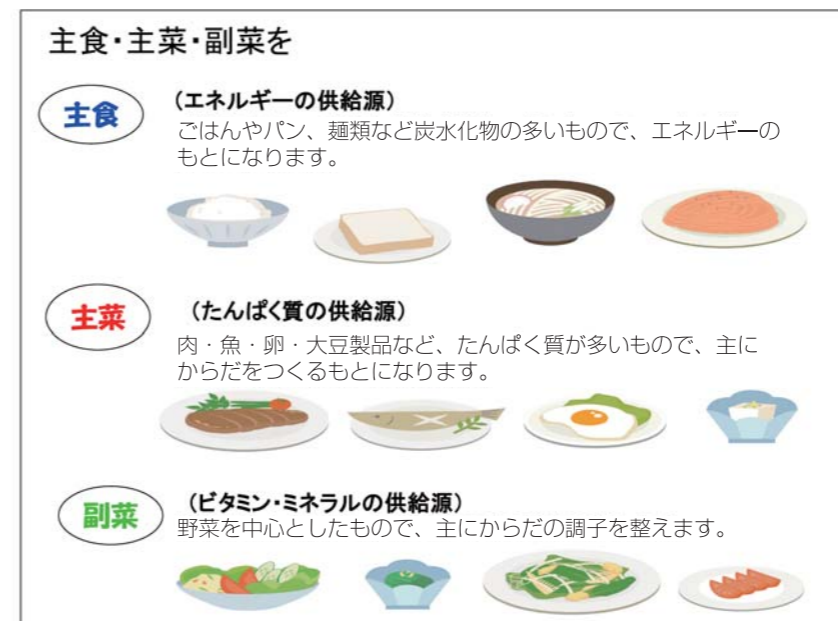 主食・主菜・副菜を
主食
（エネルギーの供給源）
ごはんやパン、麺類など炭水化物の多いもので、エネルギーの
もとになります。
主菜
（たんぱく質の供給源）
肉・魚・卵・大豆製品など、たんぱく質が多いもので、主に
からだをつくるもとになります。
副菜
（ビタミン・ミネラルの供給源）
野菜を中心としたもので、主にからだの調子を整えます。